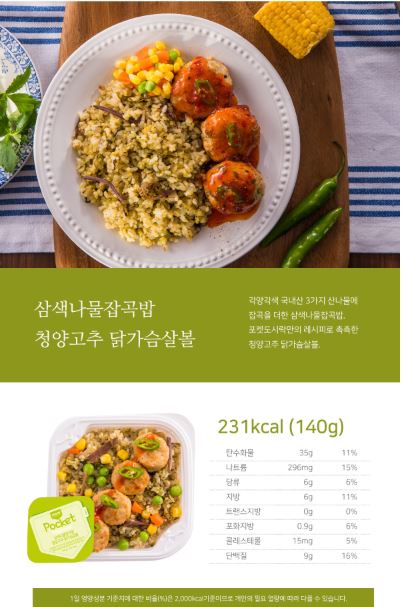 삼색나물잡곡밥
청양고추 닭가슴살볼
각양각색 국내산 3가지 산나물에
잡곡을 더한 삼색나물잡곡밥.
포켓도시락만의 레시피로 촉촉한
청양고추 닭가슴살볼.
231kcal (140g)
탄수화물 35g 11%
나트륨 296mg 15%
당류 6g 6%
지방 6g 11%
트랜스지방 0g 0%
포화지방 0.9g 6%
콜레스테롤 15mg 5%
단백질 9g 16%
Pocket
1일 영양성분 기준치에 대한 비율(%)은 2,000kcal기준이므로 개인의 필요 열량에 따라 다를 수 있습니다.